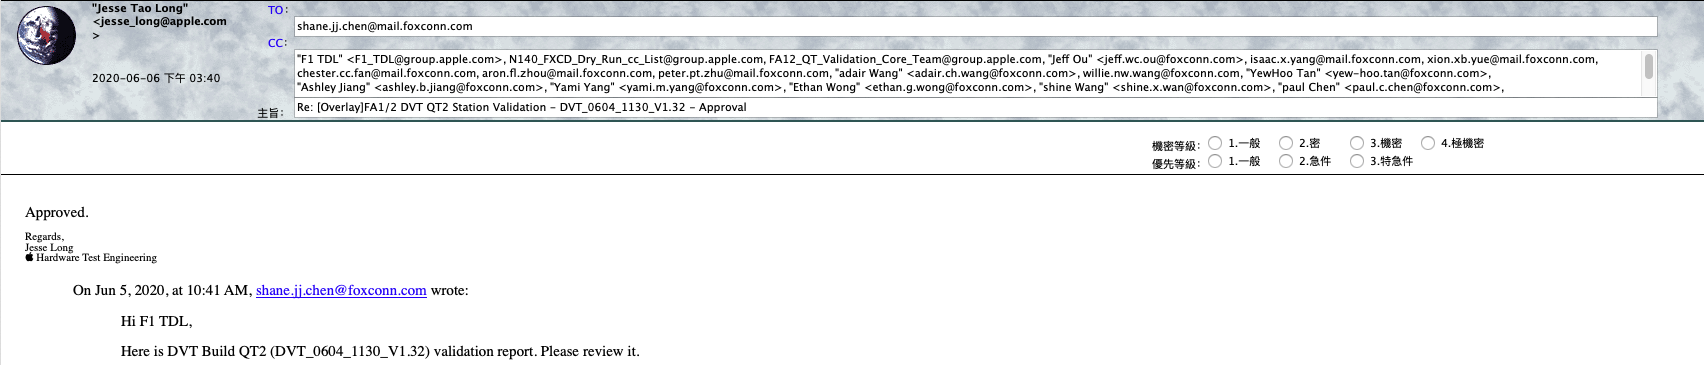 "Jesse Tao Long"
<jesse_long@apple.com
>
2020-06-06 下午 03:40
TO:
shane.jj.chen@mail.foxconn.com
CC:
"F1 TDL" <F1_TDL@group.apple.com>, N140_FXCD_Dry_Run_cc_List@group.apple.com, FA12_QT_Validation_Core_Team@group.apple.com, "Jeff Ou" <jeff.wc.ou@foxconn.com>, isaac.x.yang@mail.foxconn.com, xion.xb.yue@mail.foxconn.com,
chester.cc.fan@mail.foxconn.com, aron.fl.zhou@mail.foxconn.com, peter.pt.zhu@mail.foxconn.com, "adair Wang" <adair.ch.wang@foxconn.com>, willie.nw.wang@foxconn.com, "YewHoo Tan" <yew-hoo.tan@foxconn.com>,
"Ashley Jiang" <ashley.b.jiang@foxconn.com>, "Yami Yang" <yami.m.yang@foxconn.com>, "Ethan Wong" <ethan.g.wong@foxconn.com>, "shine Wang" <shine.x.wan@foxconn.com>, "paul Chen" <paul.c.chen@foxconn.com>,
主旨:
Re: [Overlay]FA1/2 DVT QT2 Station Validation - DVT_0604_1130_V1.32 - Approval
機密等級: 1.一般 2.密 3.機密 4.極機密
優先等級: 1.一般 2.急件 3.特急件
Approved.
Regards,
Jesse Long
Hardware Test Engineering
On Jun 5, 2020, at 10:41 AM, shane.jj.chen@foxconn.com wrote:
Hi F1 TDL,
Here is DVT Build QT2 (DVT_0604_1130_V1.32) validation report. Please review it.